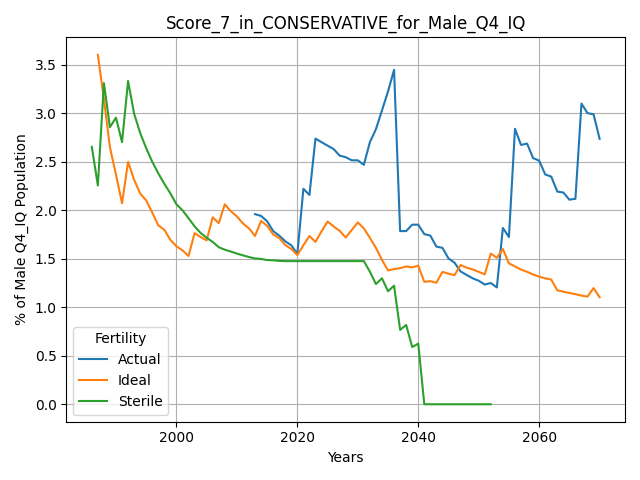 Score_7_in_CONSERVATIVE_for_Male_Q4_IQ
% of Male Q4_IQ Population
3.5
3.0
2.5
2.0
1.5
1.0
0.5
0.0
Fertility
Actual
Ideal
Sterile
2000 2020 2040 2060
Years